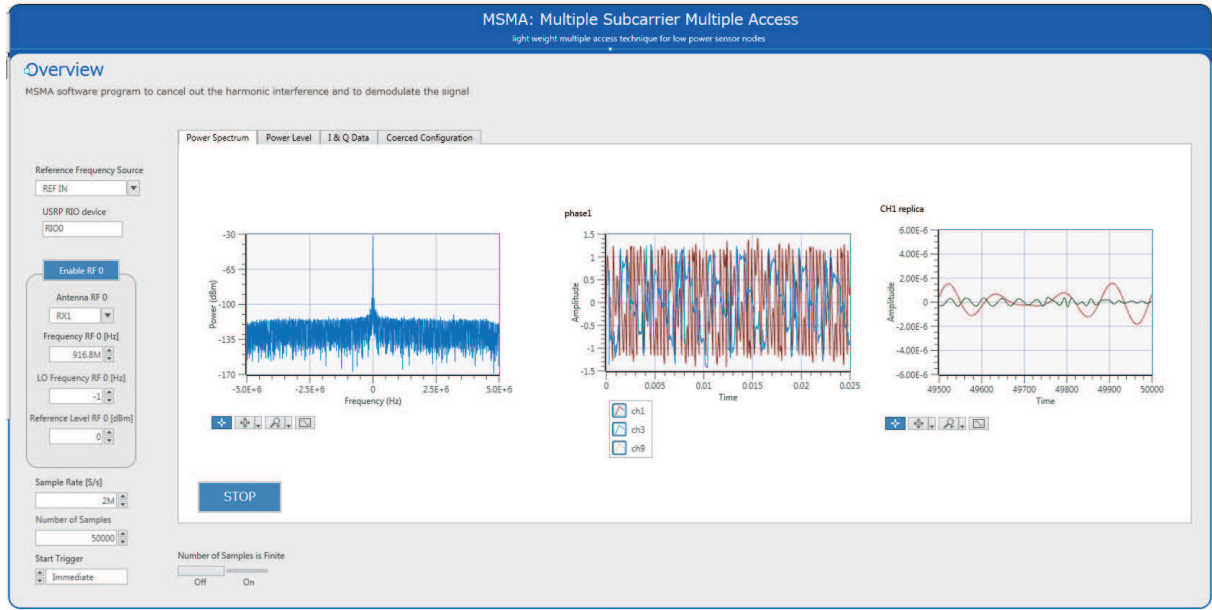 MSMA: Multiple Subcarrier Multiple Access
light weight multiple access technique for low power sensor nodes
Overview
MSMA software program to cancel out the harmonic interference and to demodulate the signal
Power Spectrum Power Level I & Q Data Coerced Configuration
Reference Frequency Source
REF IN
USRP RIO device
RIO0
Enable RF 0
Antenna RF 0
RX1
Frequency RF 0 [Hz]
916.8M
LO Frequency RF 0 [Hz]
-1
Reference Level RF 0 [dBm]
0
Sample Rate [S/s]
2M
Number of Samples
50000
Start Trigger
Immediate
Power (dBm)
-30
-65
-100
-135
-170
-5.0E+6 -2.5E+6 0 2.5E+6 5.0E+6
Frequency (Hz)
phase1
Amplitude
1.5
1
0.5
0
-0.5
-1
-1.5
0 0.005 0.01 0.015 0.02 0.025
Time
ch1
ch3
ch9
CH1 replica
Amplitude
6.00E-6
4.00E-6
2.00E-6
0
-2.00E-6
-4.00E-6
-6.00E-6
49500 49600 49700 49800 49900 50000
Time
STOP
Number of Samples is Finite
Off On